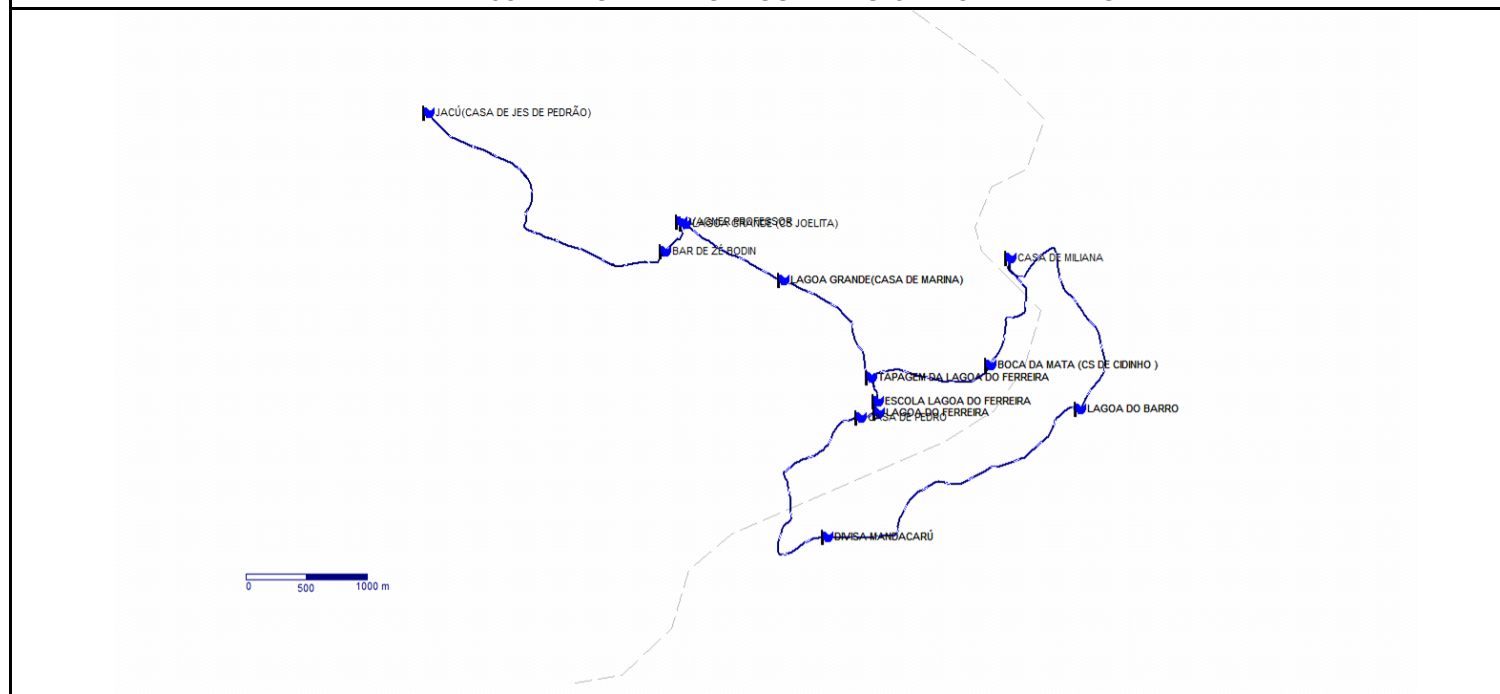 JACÚ(CASA DE JES DE PEDRÃO)
VAGNER PROFESSOR
LAGOA GRANDE (CS JOELITA)
BAR DE ZÉ BODIN
CASA DE MILIANA
LAGOA GRANDE(CASA DE MARINA)
BOCA DA MATA (CS DE CIDINHO )
TAPAGEM DA LAGOA DO FERREIRA
ESCOLA LAGOA DO FERREIRA
LAGOA DO BARRO
LAGOA DO FERREIRA
CASA DE PEDRO
DIVISA MANDACARÚ
0 500 1000 m